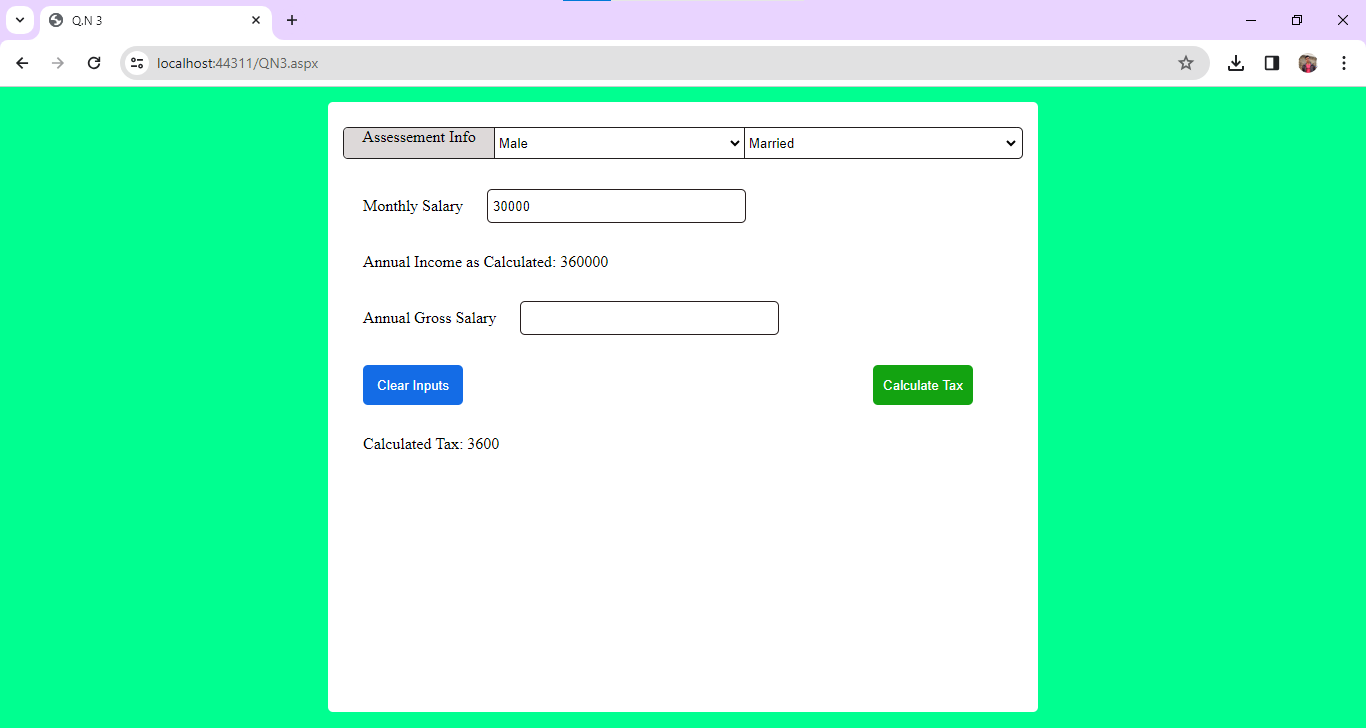 Q.N 3
localhost:44311/QN3.aspx
Assessement Info Male Married
Monthly Salary 30000
Annual Income as Calculated: 360000
Annual Gross Salary
Clear Inputs Calculate Tax
Calculated Tax: 3600